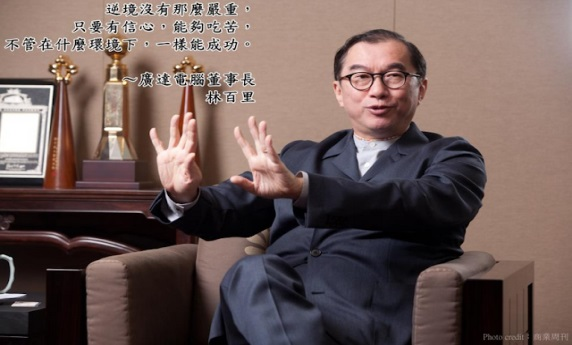 逆境沒有那麼嚴重，
只要有信心，能夠吃苦，
不管在什麼環境下，一樣能成功。
～廣達電腦董事長
林百里
Photo credit：商業周刊